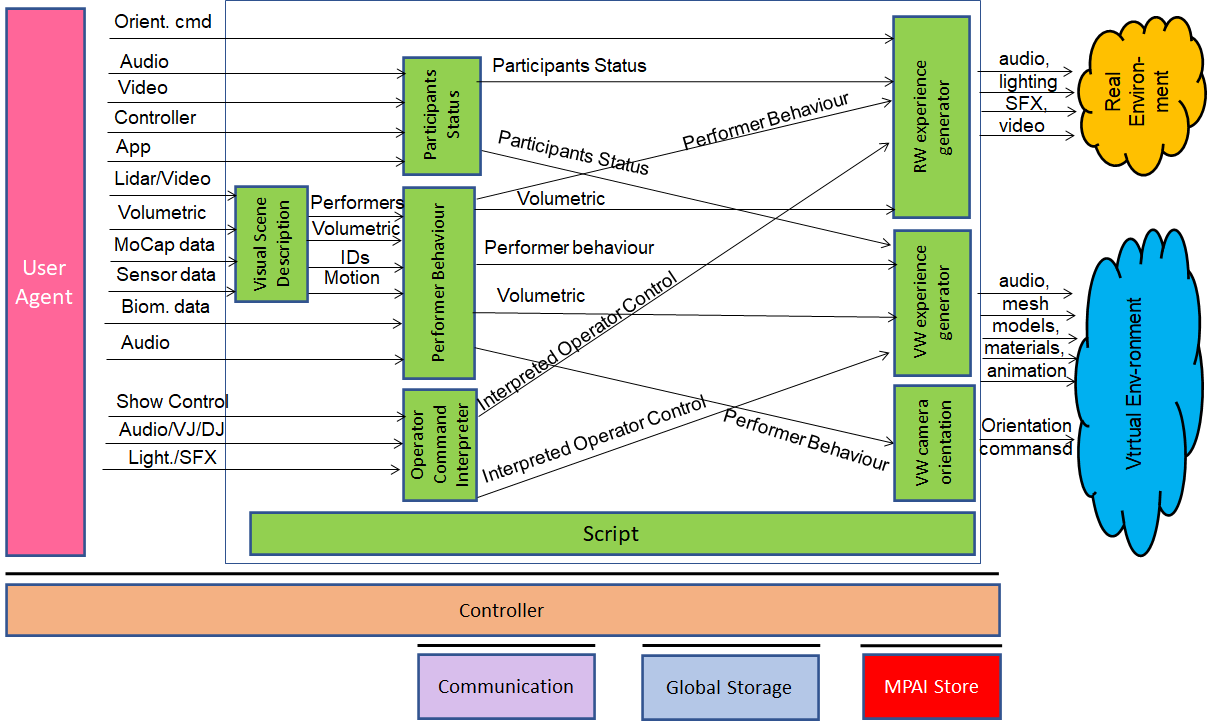 User
Agent
Orient. cmd
Audio
Video
Controller
App
Lidar/Video
Volumetric
MoCap data
Sensor data
Biom. data
Audio
Show Control
Audio/VJ/DJ
Light./SFX
Visual Scene
Description
Performers
Volumetric
IDs
Motion
Participants
Status
Performer Behaviour
Operator
Command
Interpreter
Participants Status
Performer Behaviour
Participants Status
Volumetric
Performer behaviour
Volumetric
Interpreted Operator Control
Interpreted Operator Control
Performer Behaviour
RW experience
generator
VW experience
generator
VW camera
orientation
audio,
lighting
SFX,
video
Real
Environ-
ment
audio,
mesh
models,
materials,
animation
Orientation
commansd
Vtrtual Env-ronment
Script
Controller
Communication
Global Storage
MPAI Store